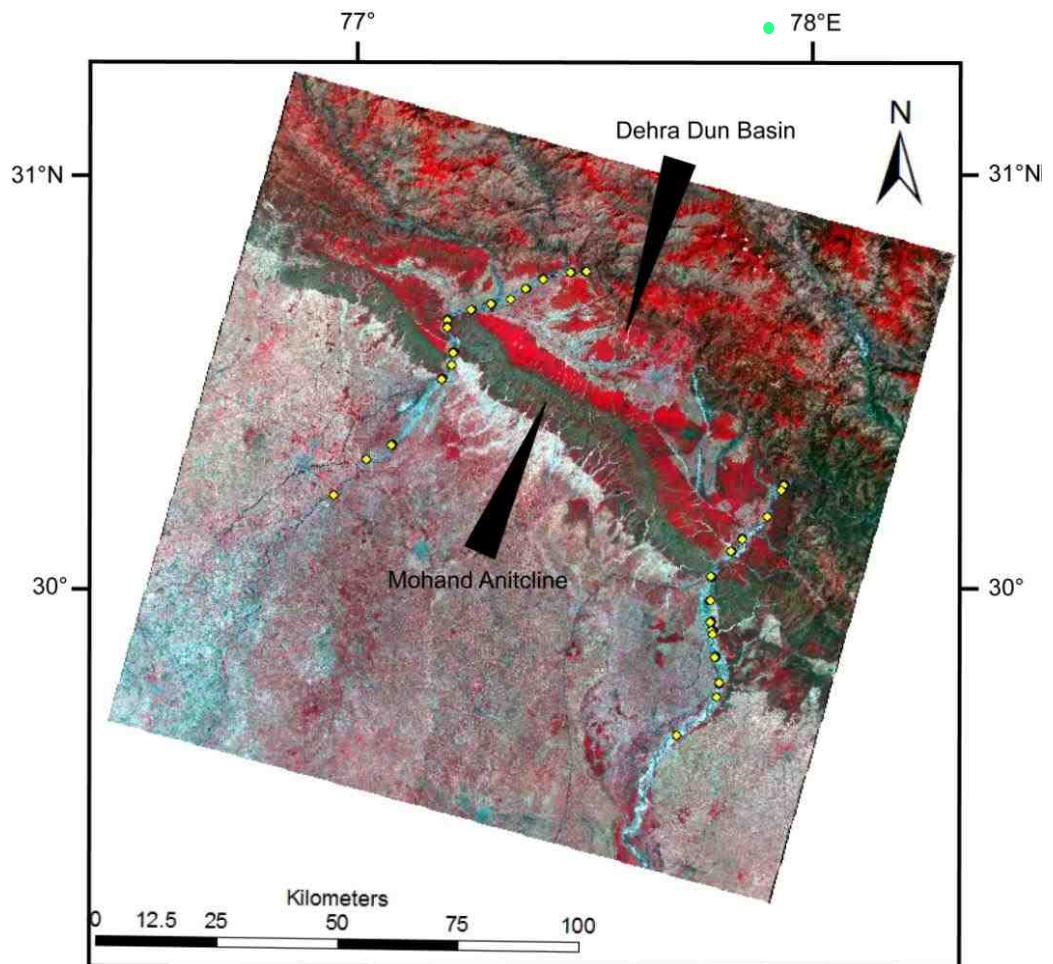 77°
78°E
N
Dehra Dun Basin
31°N
31°N
Mohand Anitcline
30°
30°
Kilometers
0 12.5 25 50 75 100